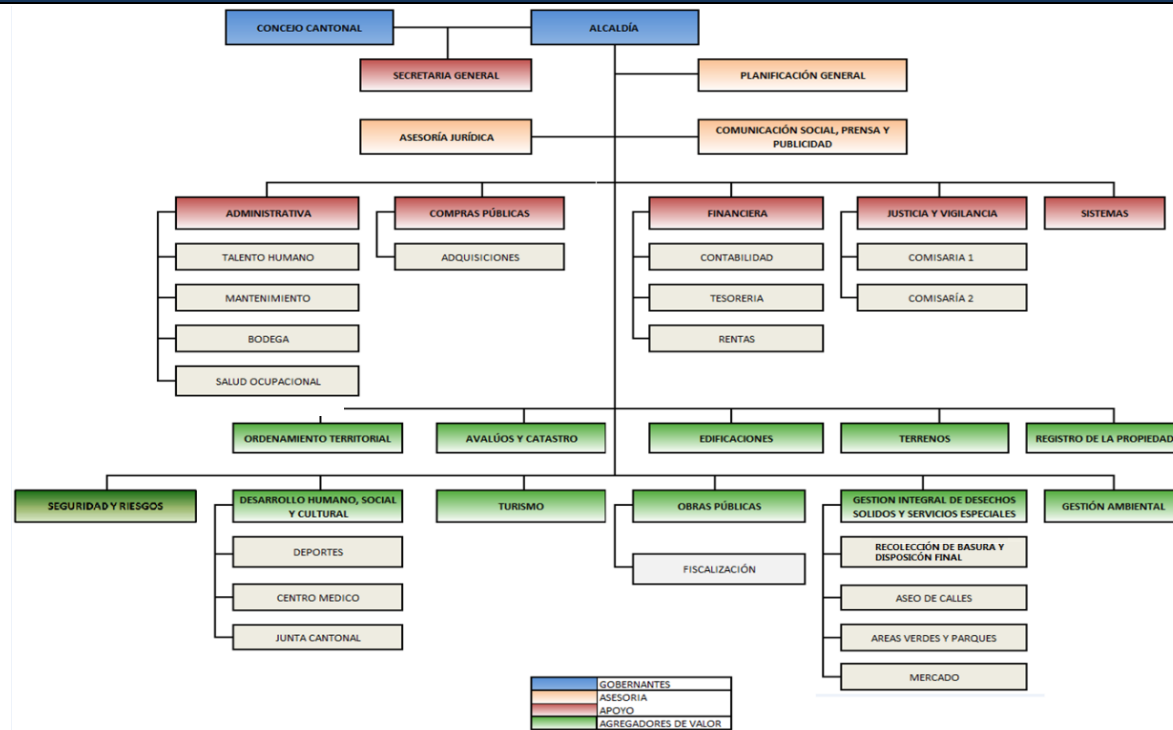 CONCEJO CANTONAL
ALCALDÍA
SECRETARIA GENERAL
PLANIFICACIÓN GENERAL
ASESORÍA JURÍDICA
COMUNICACIÓN SOCIAL, PRENSA Y
PUBLICIDAD
ADMINISTRATIVA
COMPRAS PÚBLICAS
FINANCIERA
JUSTICIA Y VIGILANCIA
SISTEMAS
TALENTO HUMANO
ADQUISICIONES
CONTABILIDAD
COMISARIA 1
MANTENIMIENTO
TESORERIA
COMISARÍA 2
BODEGA
RENTAS
SALUD OCUPACIONAL
ORDENAMIENTO TERRITORIAL
AVALÚOS Y CATASTRO
EDIFICACIONES
TERRENOS
REGISTRO DE LA PROPIEDAD
SEGURIDAD Y RIESGOS
DESARROLLO HUMANO, SOCIAL
Y CULTURAL
TURISMO
OBRAS PÚBLICAS
GESTION INTEGRAL DE DESECHOS
SOLIDOS Y SERVICIOS ESPECIALES
GESTIÓN AMBIENTAL
DEPORTES
FISCALIZACIÓN
RECOLECCIÓN DE BASURA Y
DISPOSICÓN FINAL
CENTRO MEDICO
ASEO DE CALLES
JUNTA CANTONAL
AREAS VERDES Y PARQUES
MERCADO
GOBERNANTES
ASESORIA
APOYO
AGREGADORES DE VALOR